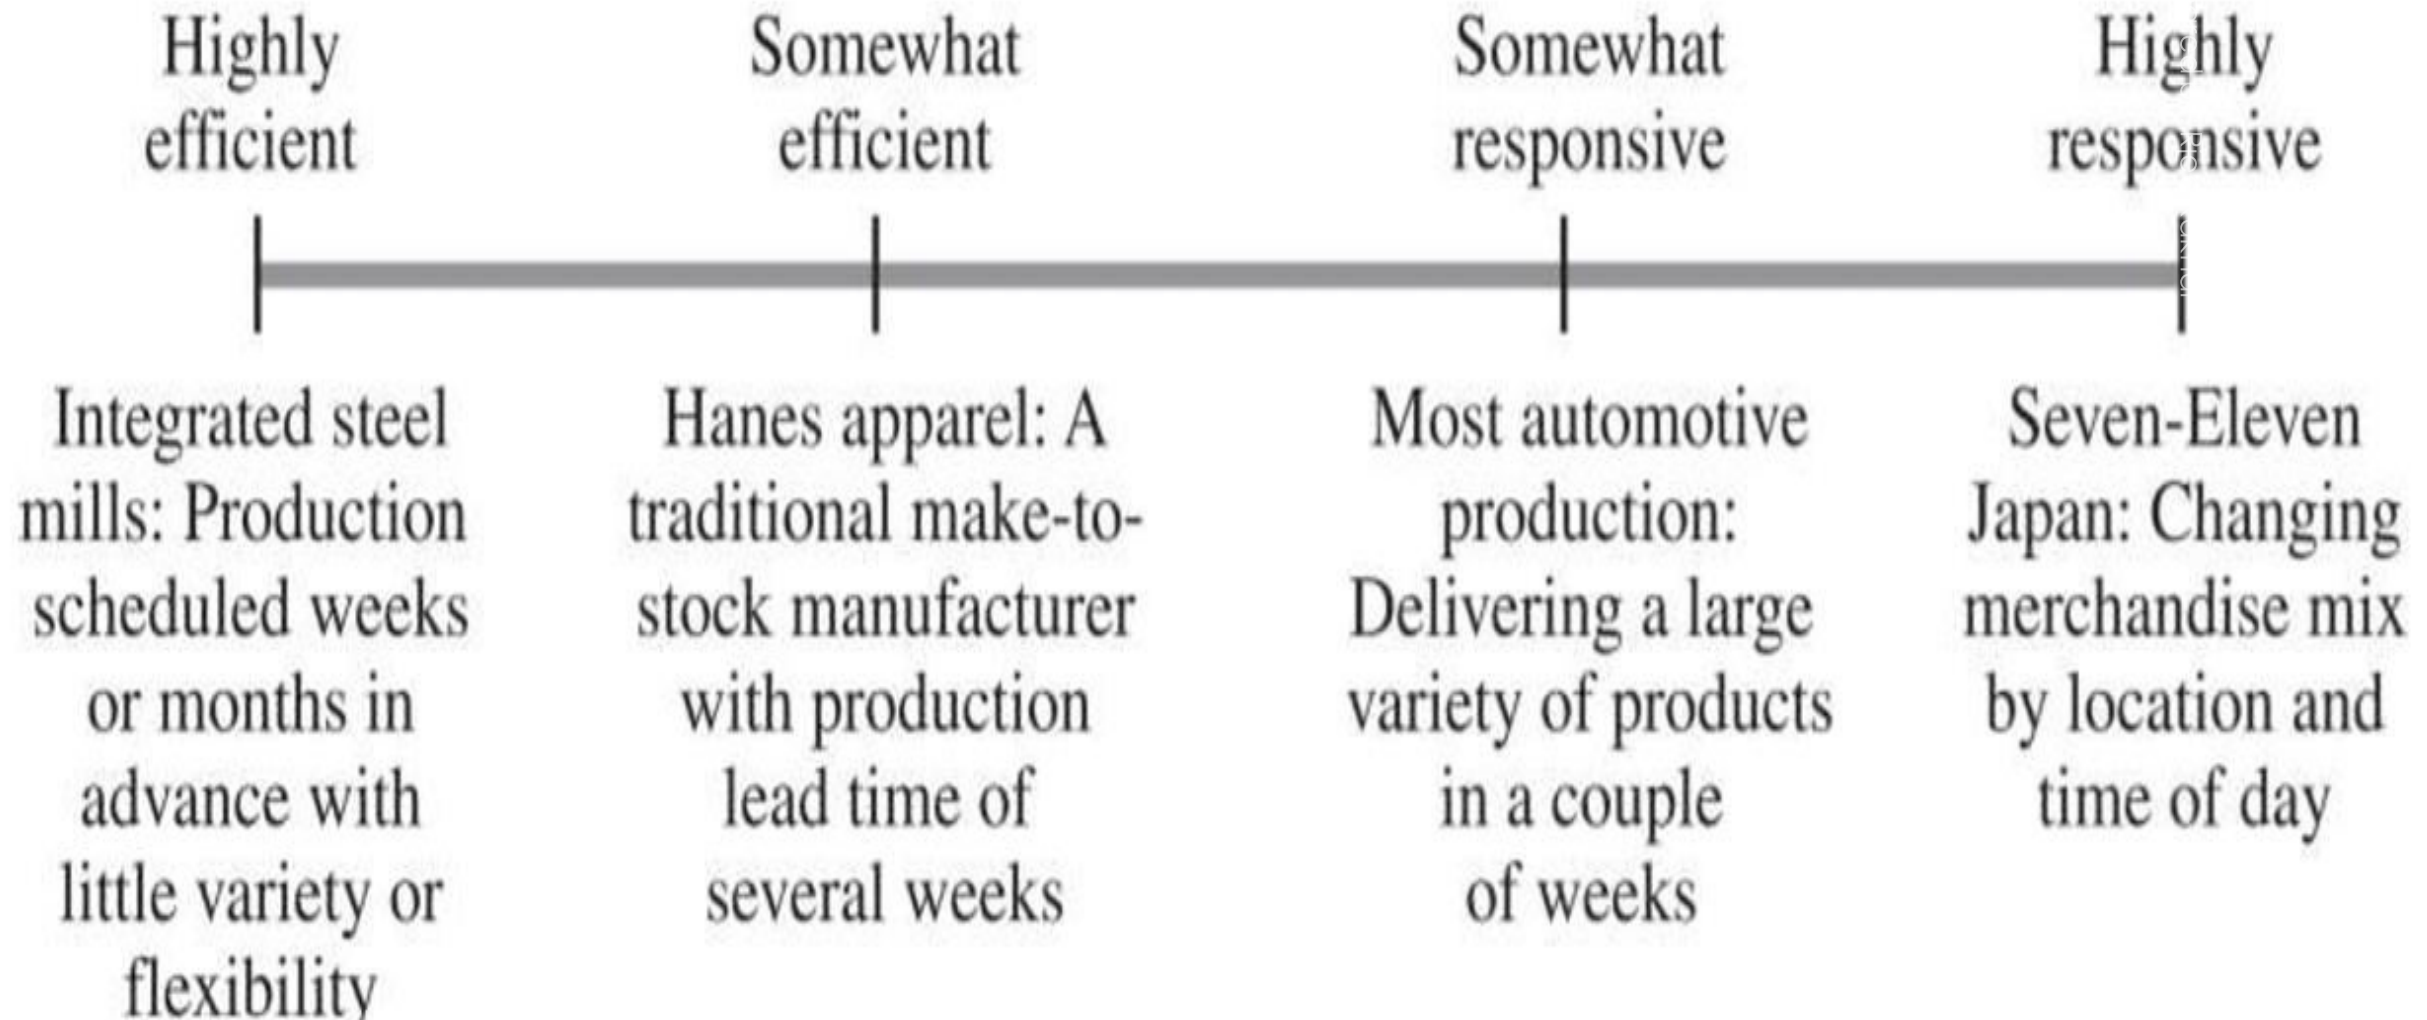 Highly
efficient
Somewhat
efficient
Somewhat
responsive
Highly
responsive
Integrated steel
mills: Production
scheduled weeks
or months in
advance with
little variety or
flexibility
Hanes apparel: A
traditional make-to-
stock manufacturer
with production
lead time of
several weeks
Most automotive
production:
Delivering a large
variety of products
in a couple
of weeks
Seven-Eleven
Japan: Changing
merchandise mix
by location and
time of day